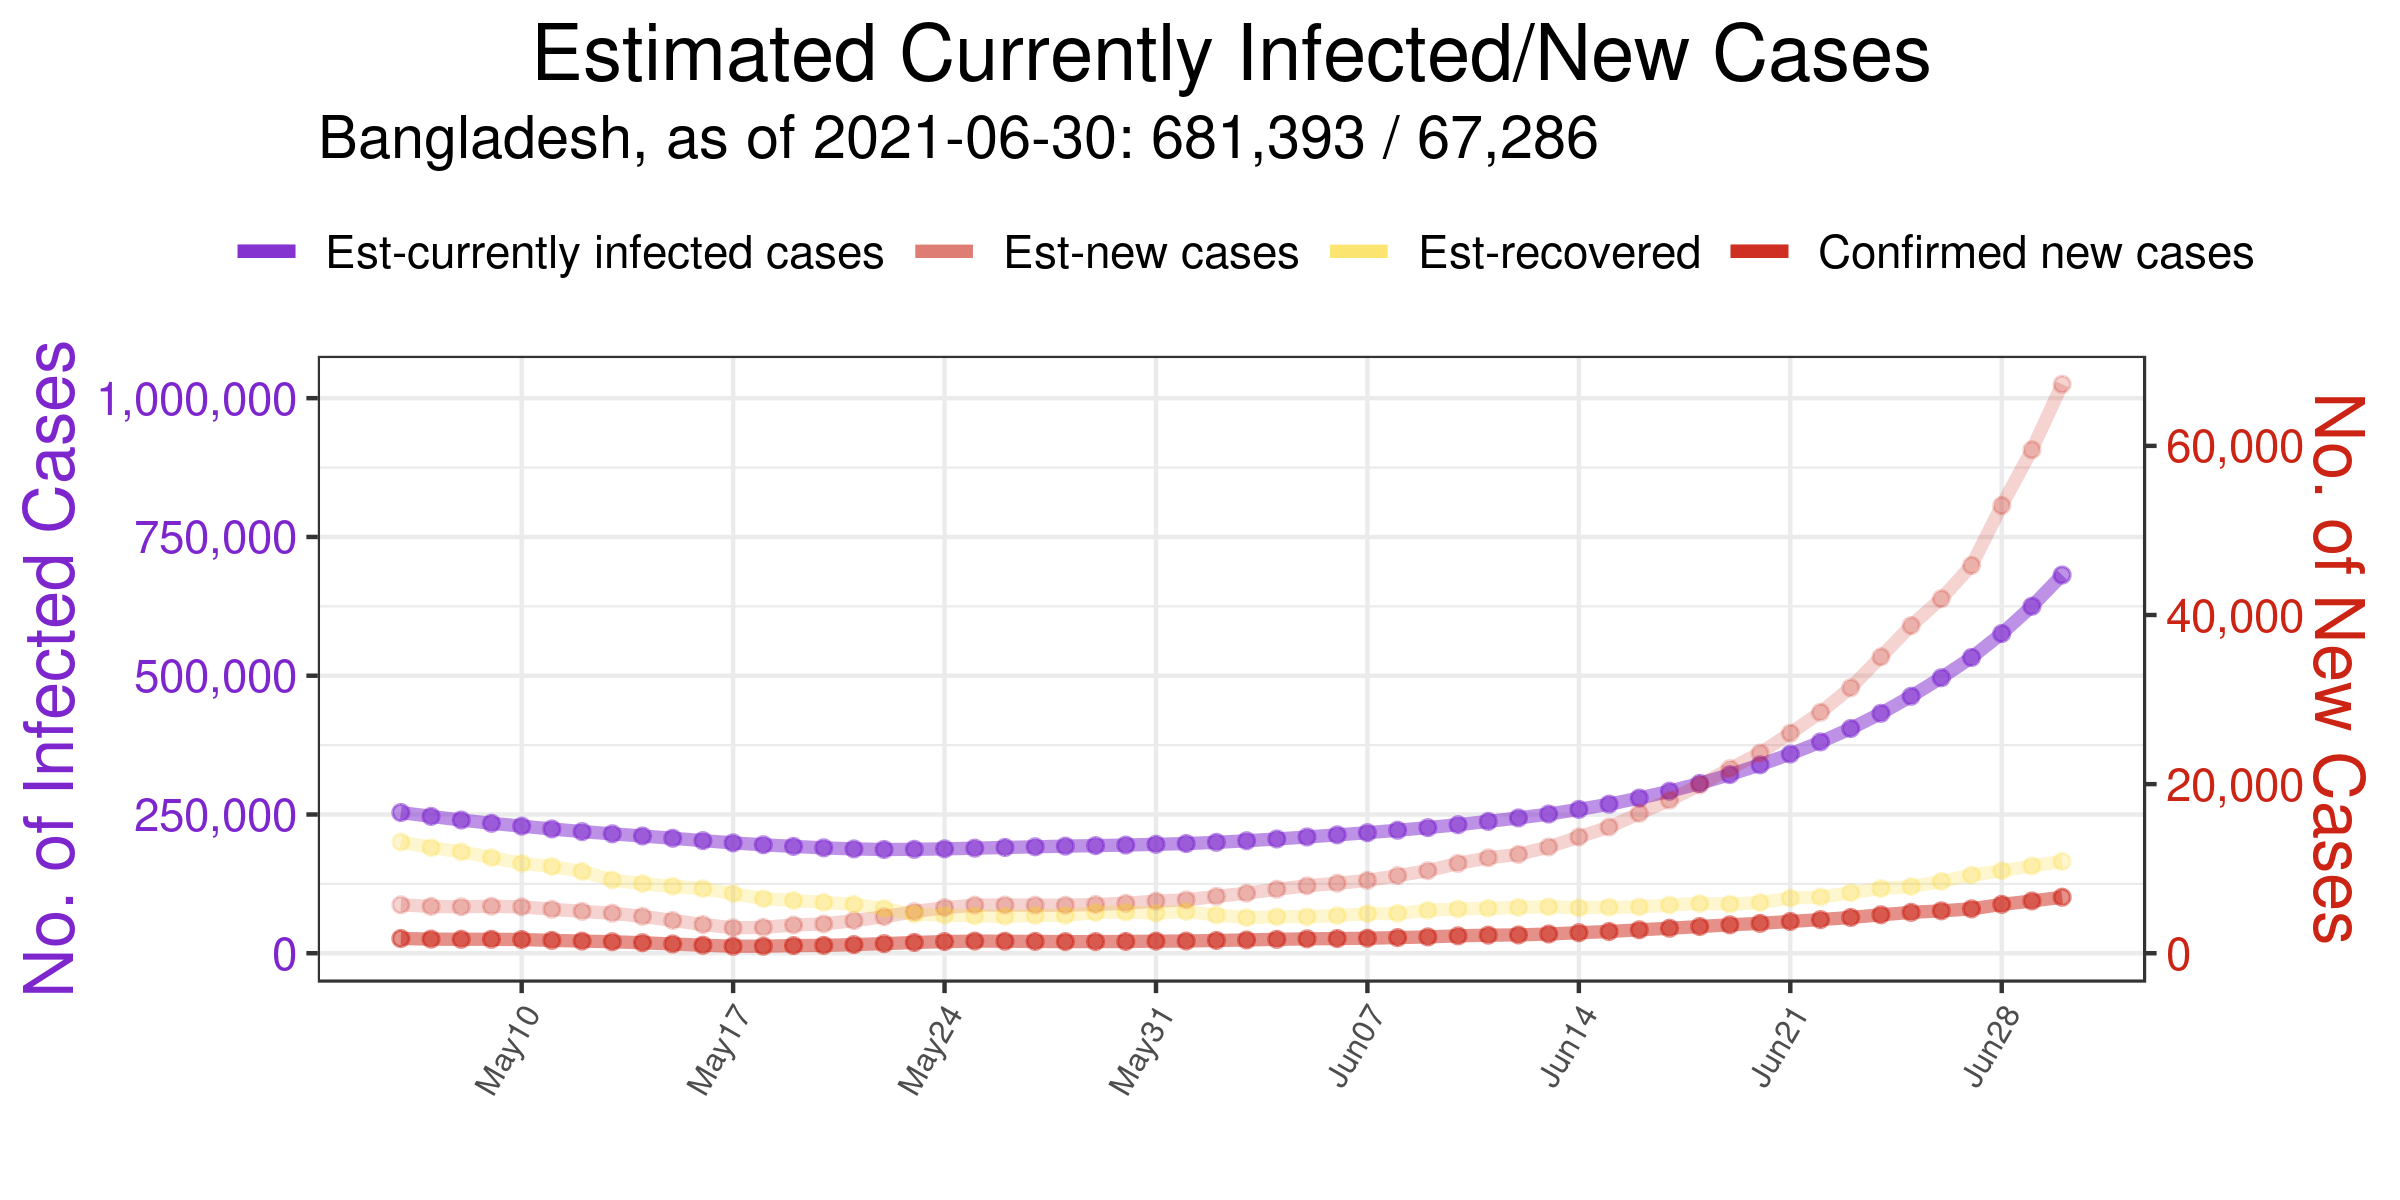 Estimated Currently Infected/New Cases
Bangladesh, as of 2021-06-30: 681,393 / 67,286
Est-currently infected cases Est-new cases Est-recovered Confirmed new cases
No. of Infected Cases
1,000,000
750,000
500,000
250,000
0
60,000
40,000
20,000
0
No. of New Cases
May10 May17 May24 May31 Jun07 Jun14 Jun21 Jun28